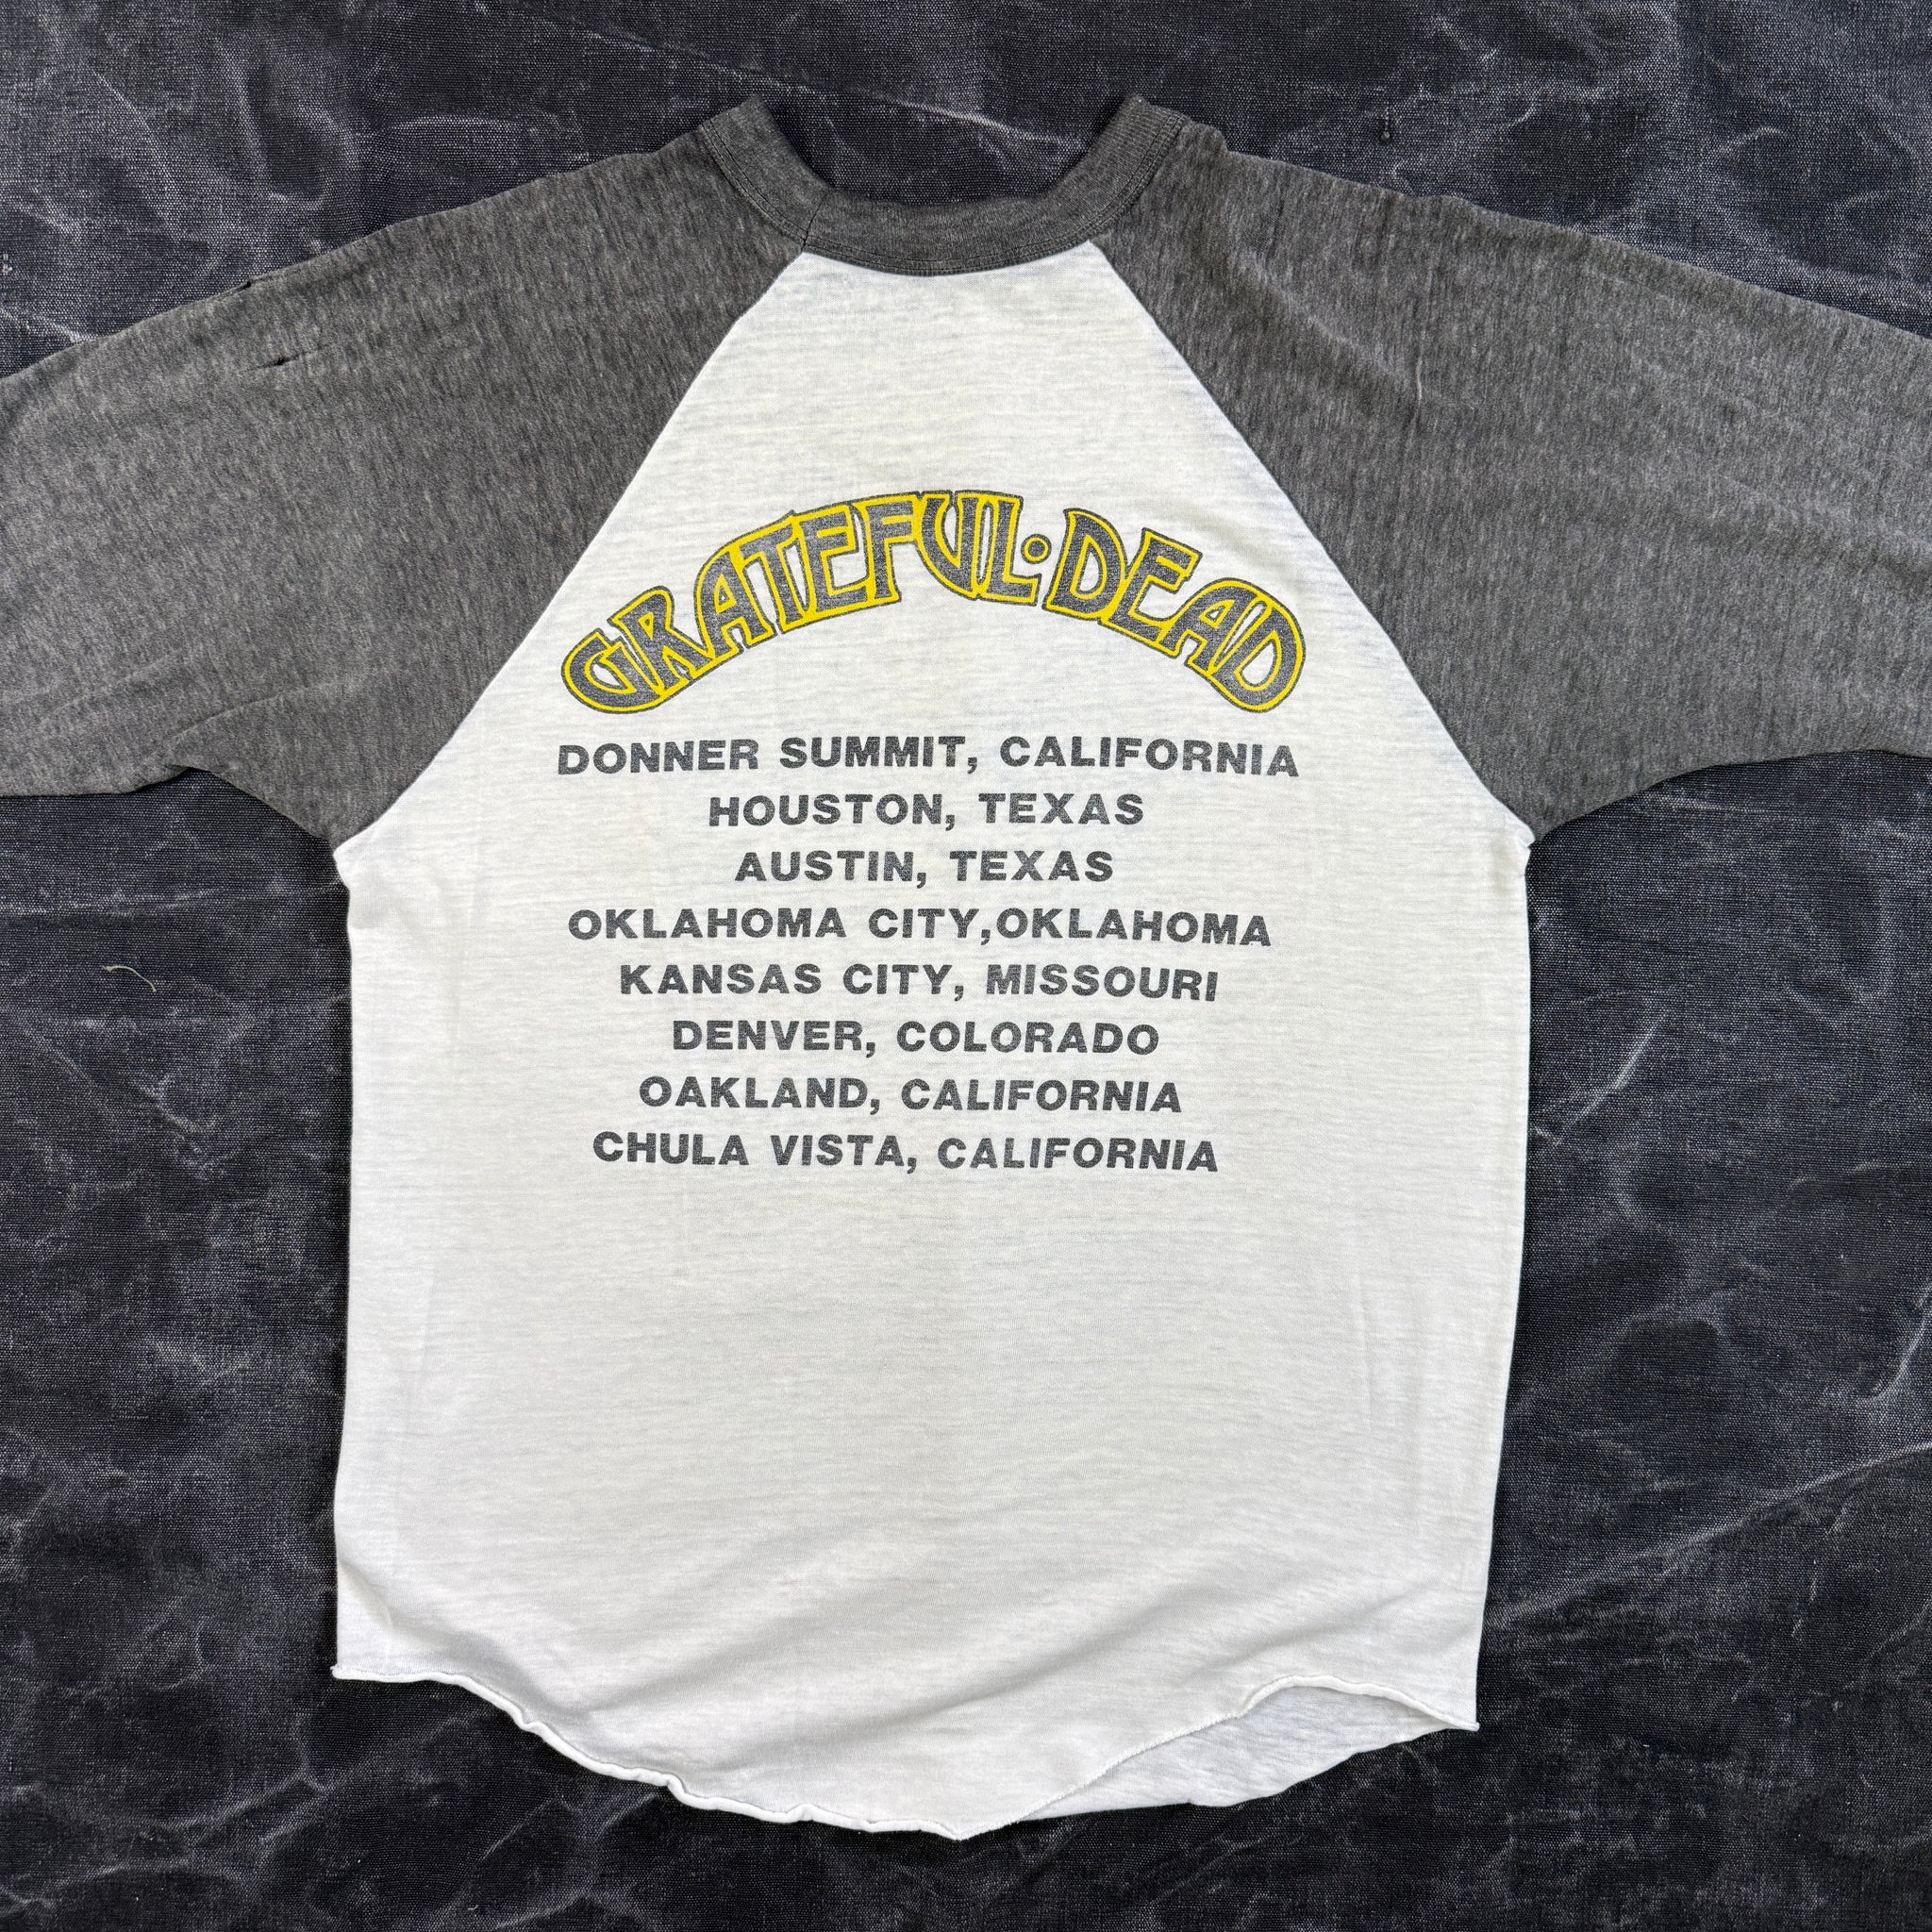 GRATEFUL•DEAD
DONNER SUMMIT, CALIFORNIA
HOUSTON, TEXAS
AUSTIN, TEXAS
OKLAHOMA CITY,OKLAHOMA
KANSAS CITY, MISSOURI
DENVER, COLORADO
OAKLAND, CALIFORNIA
CHULA VISTA, CALIFORNIA